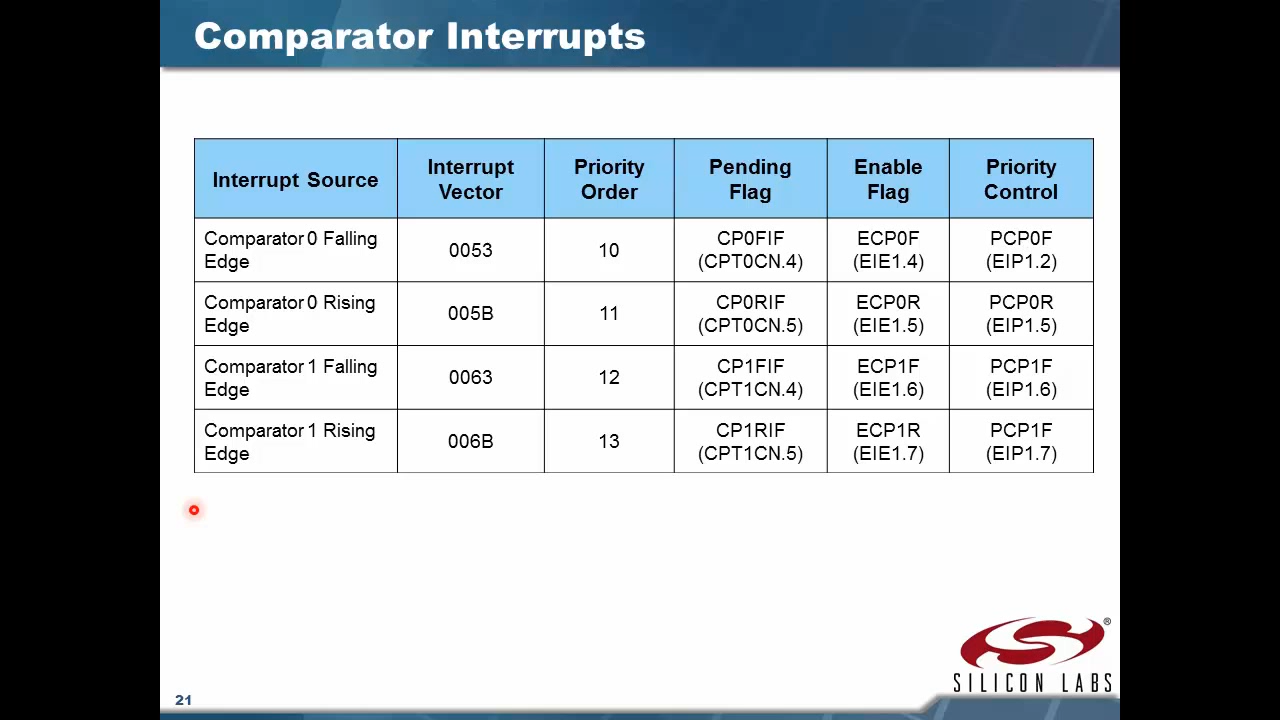 Comparator Interrupts
Interrupt Source
Interrupt
Vector
Priority
Order
Pending
Flag
Enable
Flag
Priority
Control
Comparator 0 Falling
Edge
0053
10
CP0FIF
(CPT0CN.4)
ECP0F
(EIE1.4)
PCP0F
(EIP1.2)
Comparator 0 Rising
Edge
005B
11
CP0RIF
(CPT0CN.5)
ECP0R
(EIE1.5)
PCP0R
(EIP1.5)
Comparator 1 Falling
Edge
0063
12
CP1FIF
(CPT1CN.4)
ECP1F
(EIE1.6)
PCP1F
(EIP1.6)
Comparator 1 Rising
Edge
006B
13
CP1RIF
(CPT1CN.5)
ECP1R
(EIE1.7)
PCP1F
(EIP1.7)
®
SILICON LABS
21